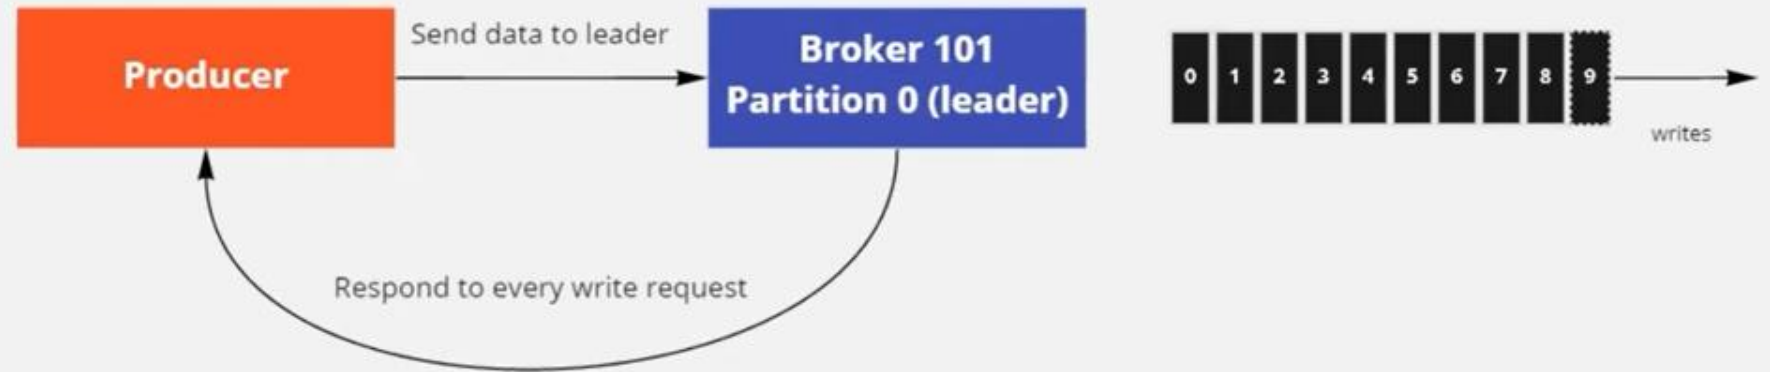 Producer
Send data to leader
Broker 101
Partition 0 (leader)
0 1 2 3 4 5 6 7 8 9
writes
Respond to every write request